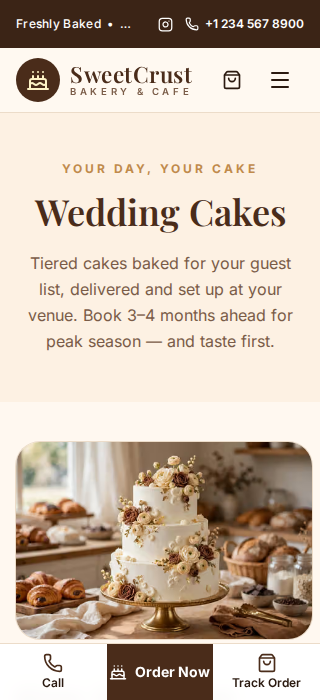 Freshly Baked • ...
+1 234 567 8900
SweetCrust
BAKERY & CAFE
YOUR DAY, YOUR CAKE
Wedding Cakes
Tiered cakes baked for your guest
list, delivered and set up at your
venue. Book 3–4 months ahead for
peak season — and taste first.
Call
Order Now
Track Order